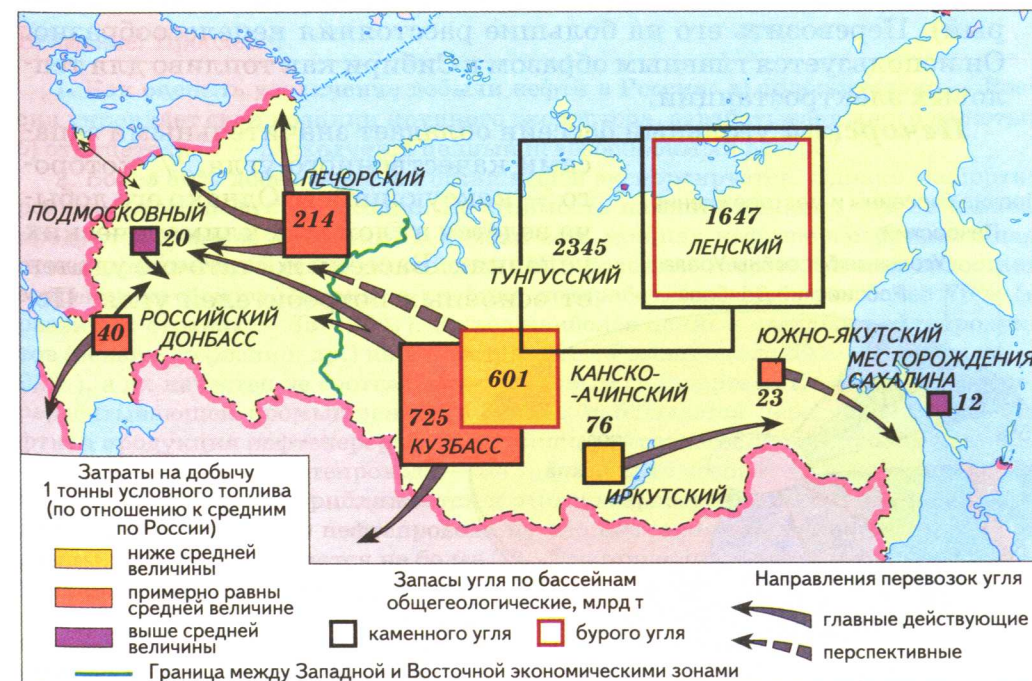 ПЕЧОРСКИЙ
214
ПОДМОСКОВНЫЙ
20
1647
ЛЕНСКИЙ
2345
ТУНГУССКИЙ
40
РОССИЙСКИЙ
ДОНБАСС
ЮЖНО-ЯКУТСКИЙ
23
МЕСТОРОЖДЕНИЯ
САХАЛИНА
12
601
КАНСКО-
-АЧИНСКИЙ
725
КУЗБАСС
76
ИРКУТСКИЙ
Затраты на добычу
1 тонны условного топлива
(по отношению к средним
по России)
ниже средней
величины
примерно равны
средней величине
выше средней
величины
Запасы угля по бассейнам
общегеологические, млрд т
каменного угля
бурого угля
Направления перевозок угля
главные действующие
перспективные
Граница между Западной и Восточной экономическими зонами